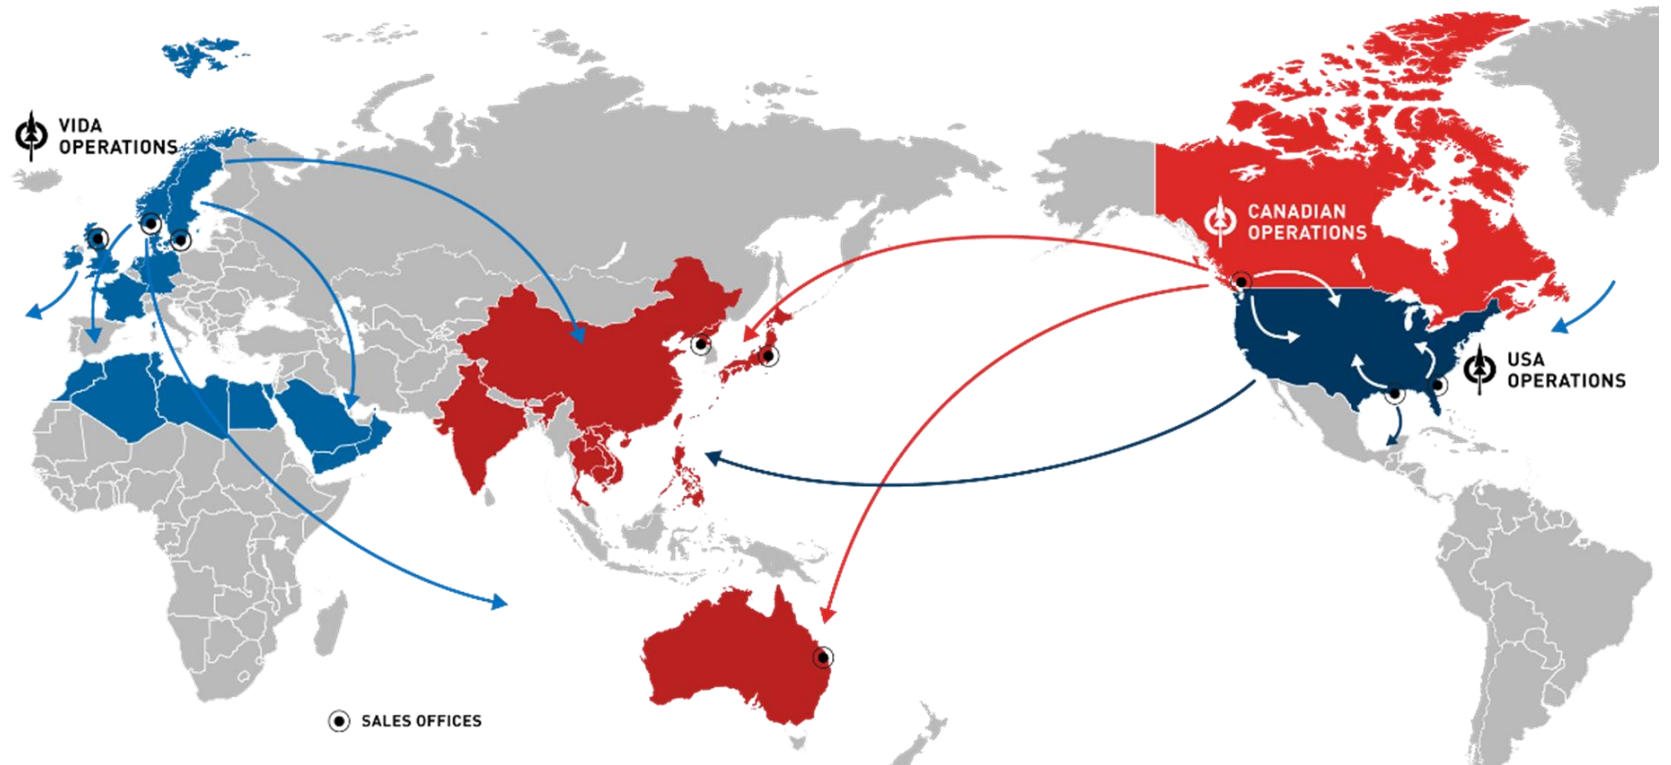 VIDA
OPERATIONS
CANADIAN
OPERATIONS
USA
OPERATIONS
SALES OFFICES